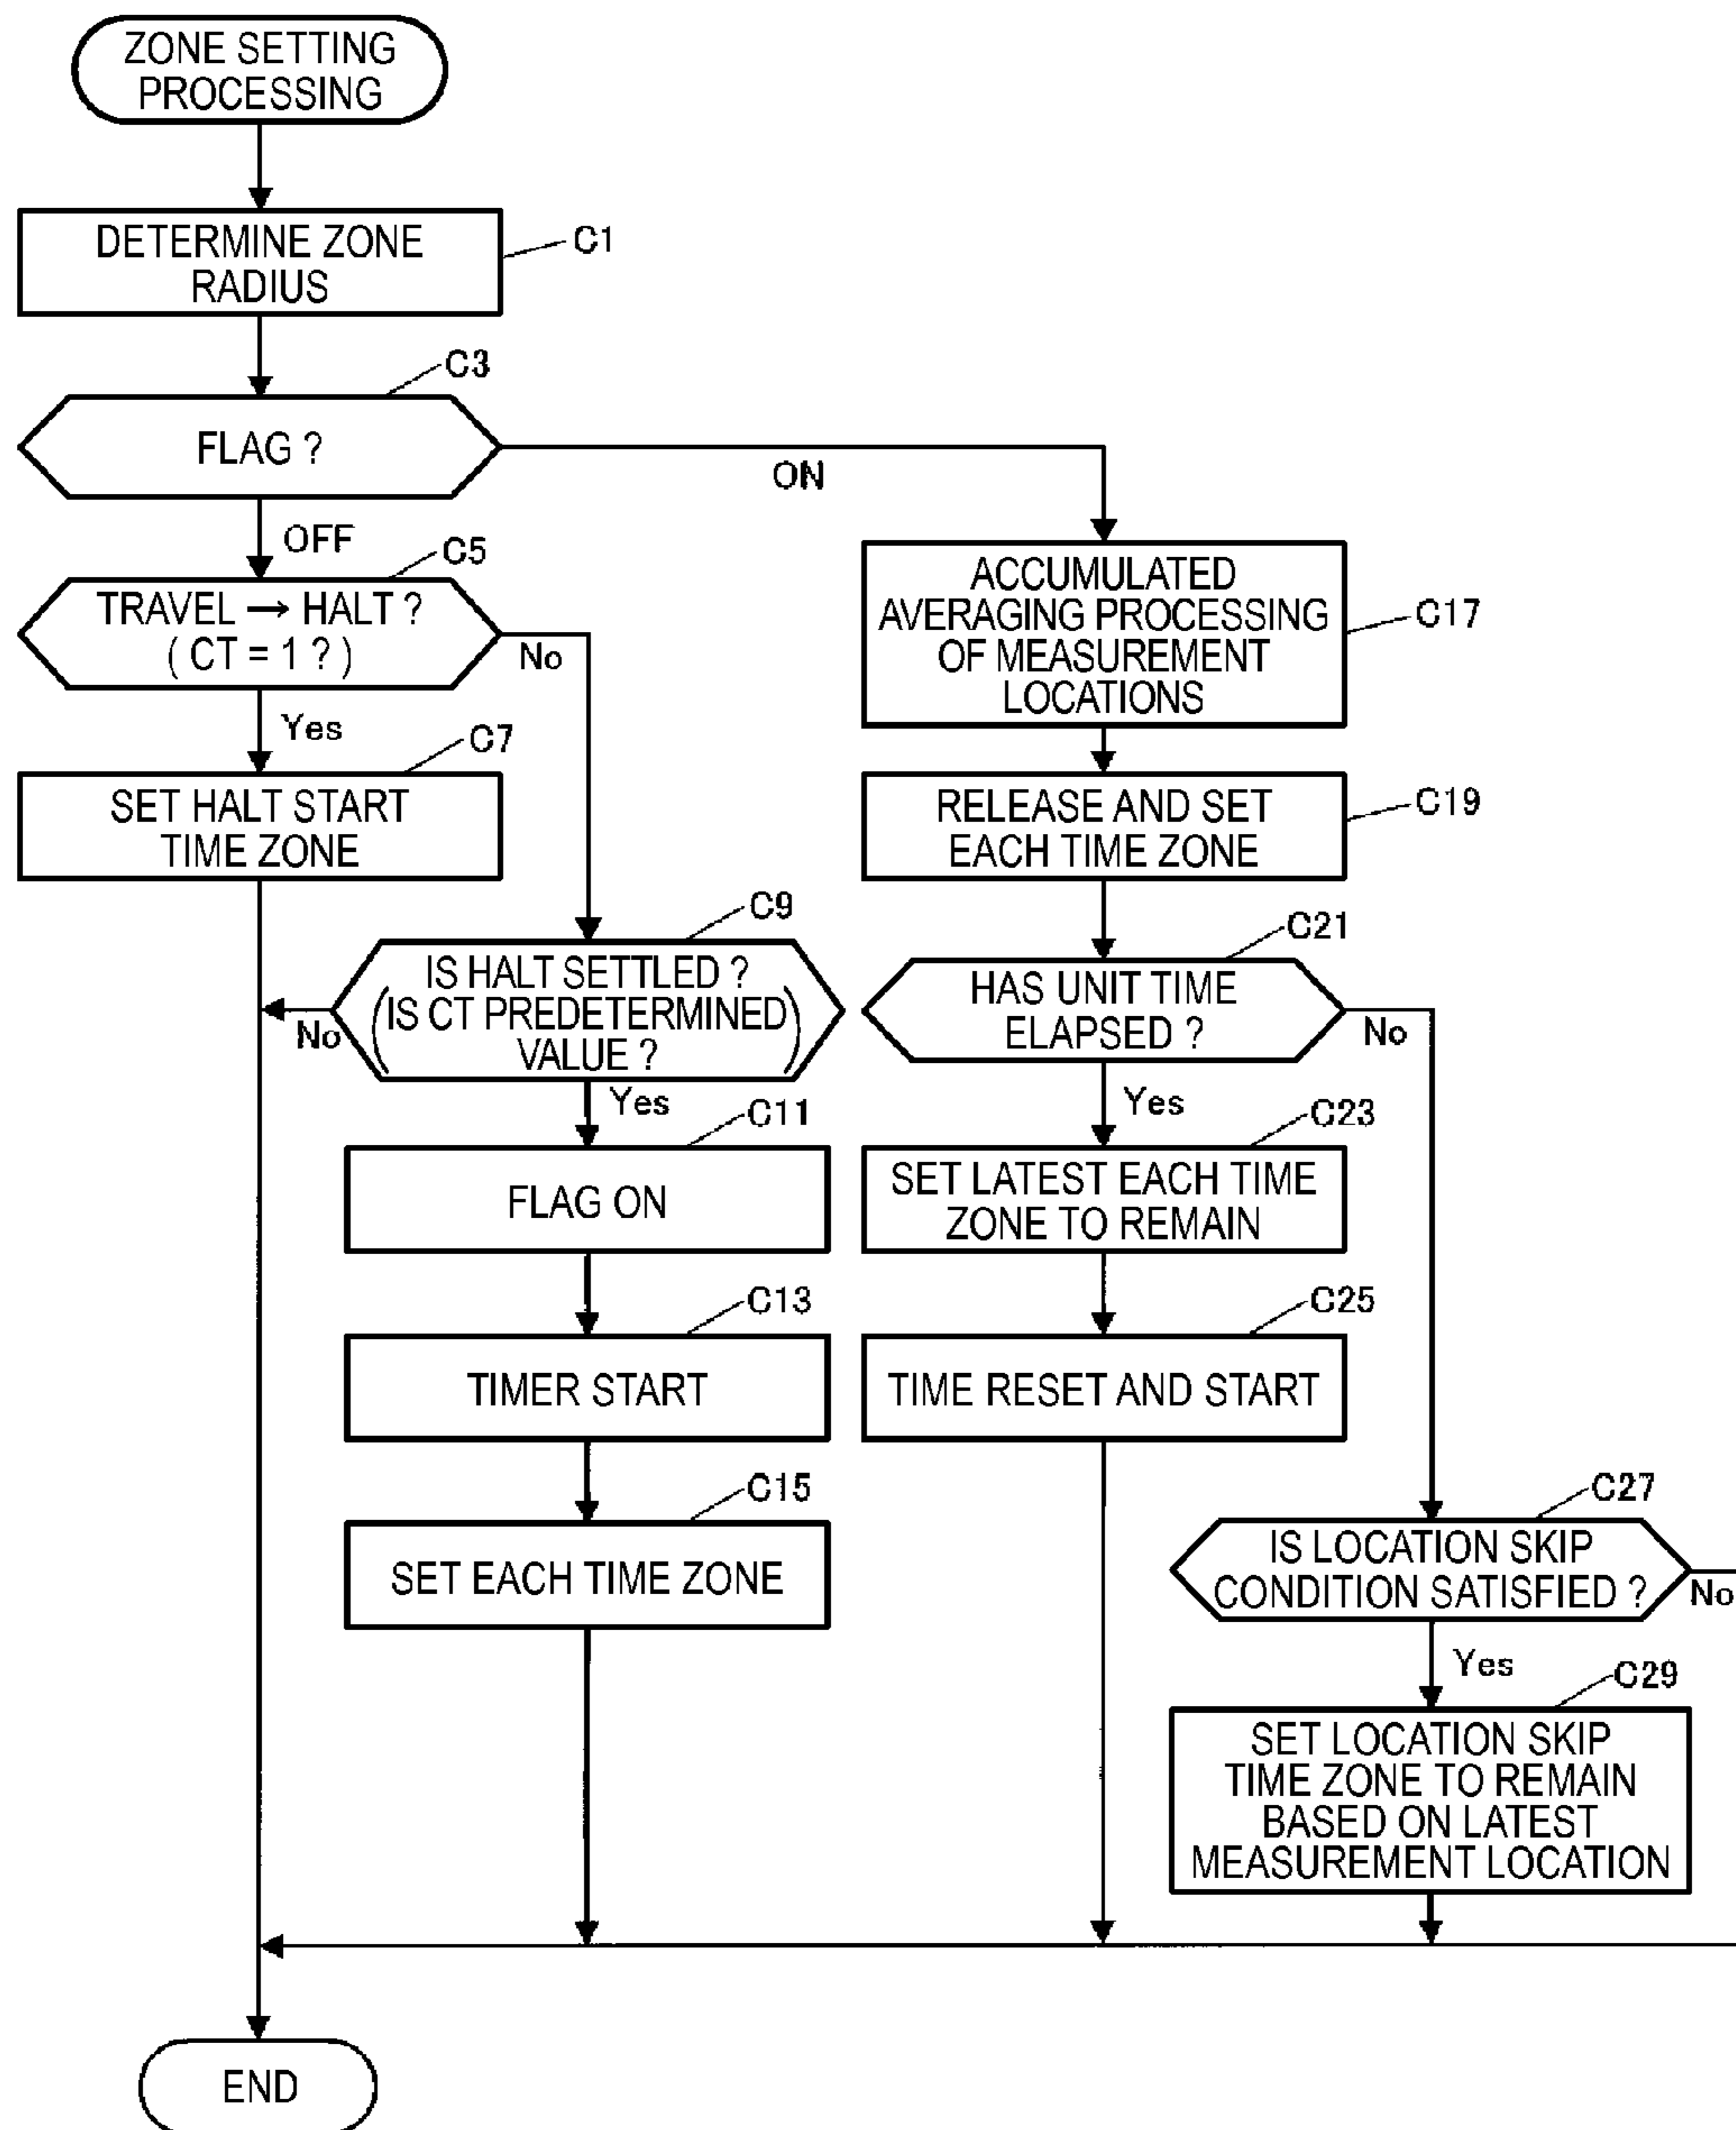 ZONE SETTING
PROCESSING
DETERMINE ZONE
RADIUS
C1
C3
FLAG ?
ON
OFF
C5
TRAVEL → HALT ?
( CT = 1 ? )
No
Yes
C7
SET HALT START
TIME ZONE
C9
IS HALT SETTLED ?
(IS CT PREDETERMINED
VALUE ? )
No
Yes
C11
FLAG ON
C13
TIMER START
C15
SET EACH TIME ZONE
ACCUMULATED
AVERAGING PROCESSING
OF MEASUREMENT
LOCATIONS
C17
RELEASE AND SET
EACH TIME ZONE
C19
C21
HAS UNIT TIME
ELAPSED ?
No
Yes
C23
SET LATEST EACH TIME
ZONE TO REMAIN
C25
TIME RESET AND START
C27
IS LOCATION SKIP
CONDITION SATISFIED ?
No
Yes
C29
SET LOCATION SKIP
TIME ZONE TO REMAIN
BASED ON LATEST
MEASUREMENT LOCATION
END